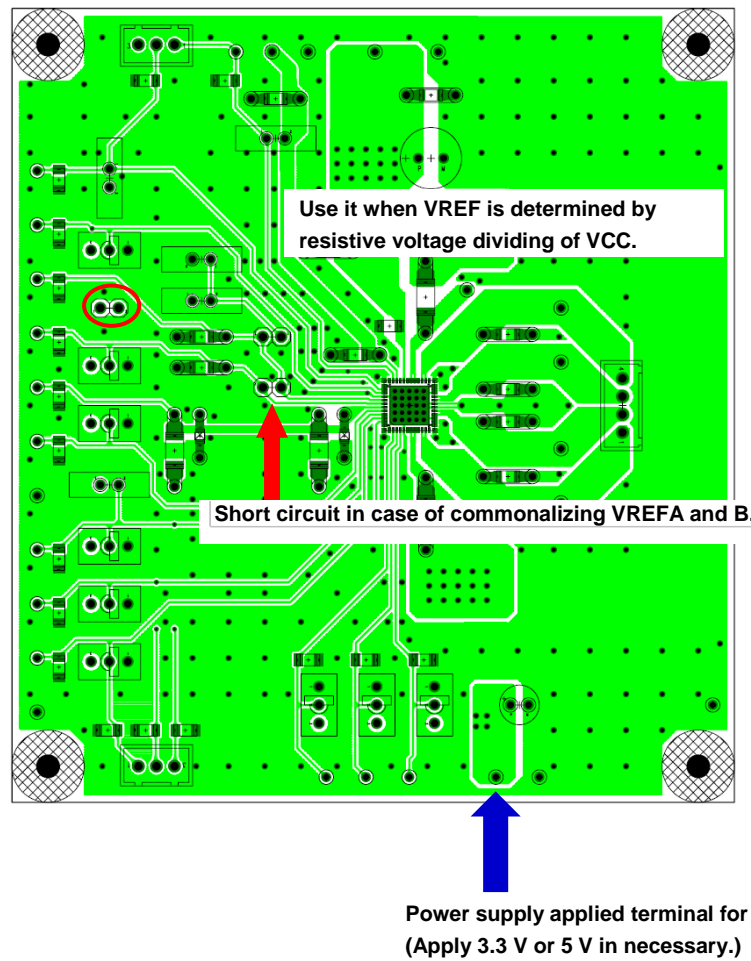 Use it when VREF is determined by
resistive voltage dividing of VCC.
Short circuit in case of commonalizing VREFA and B.
Power supply applied terminal for
(Apply 3.3 V or 5 V in necessary.)